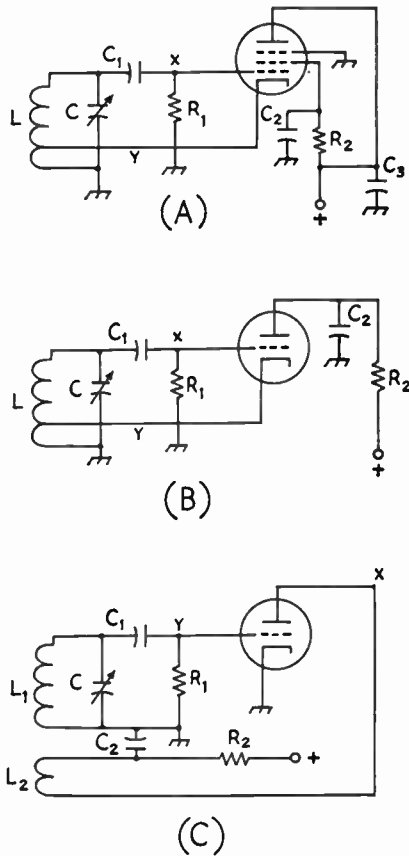 C1 X
L C R1 C2 R2 C3
Y
+
(A)
C1 X C2
L C R1 R2
Y +
(B)
X
C1 Y
L1 C R1
C2 R2 +
L2
(C)